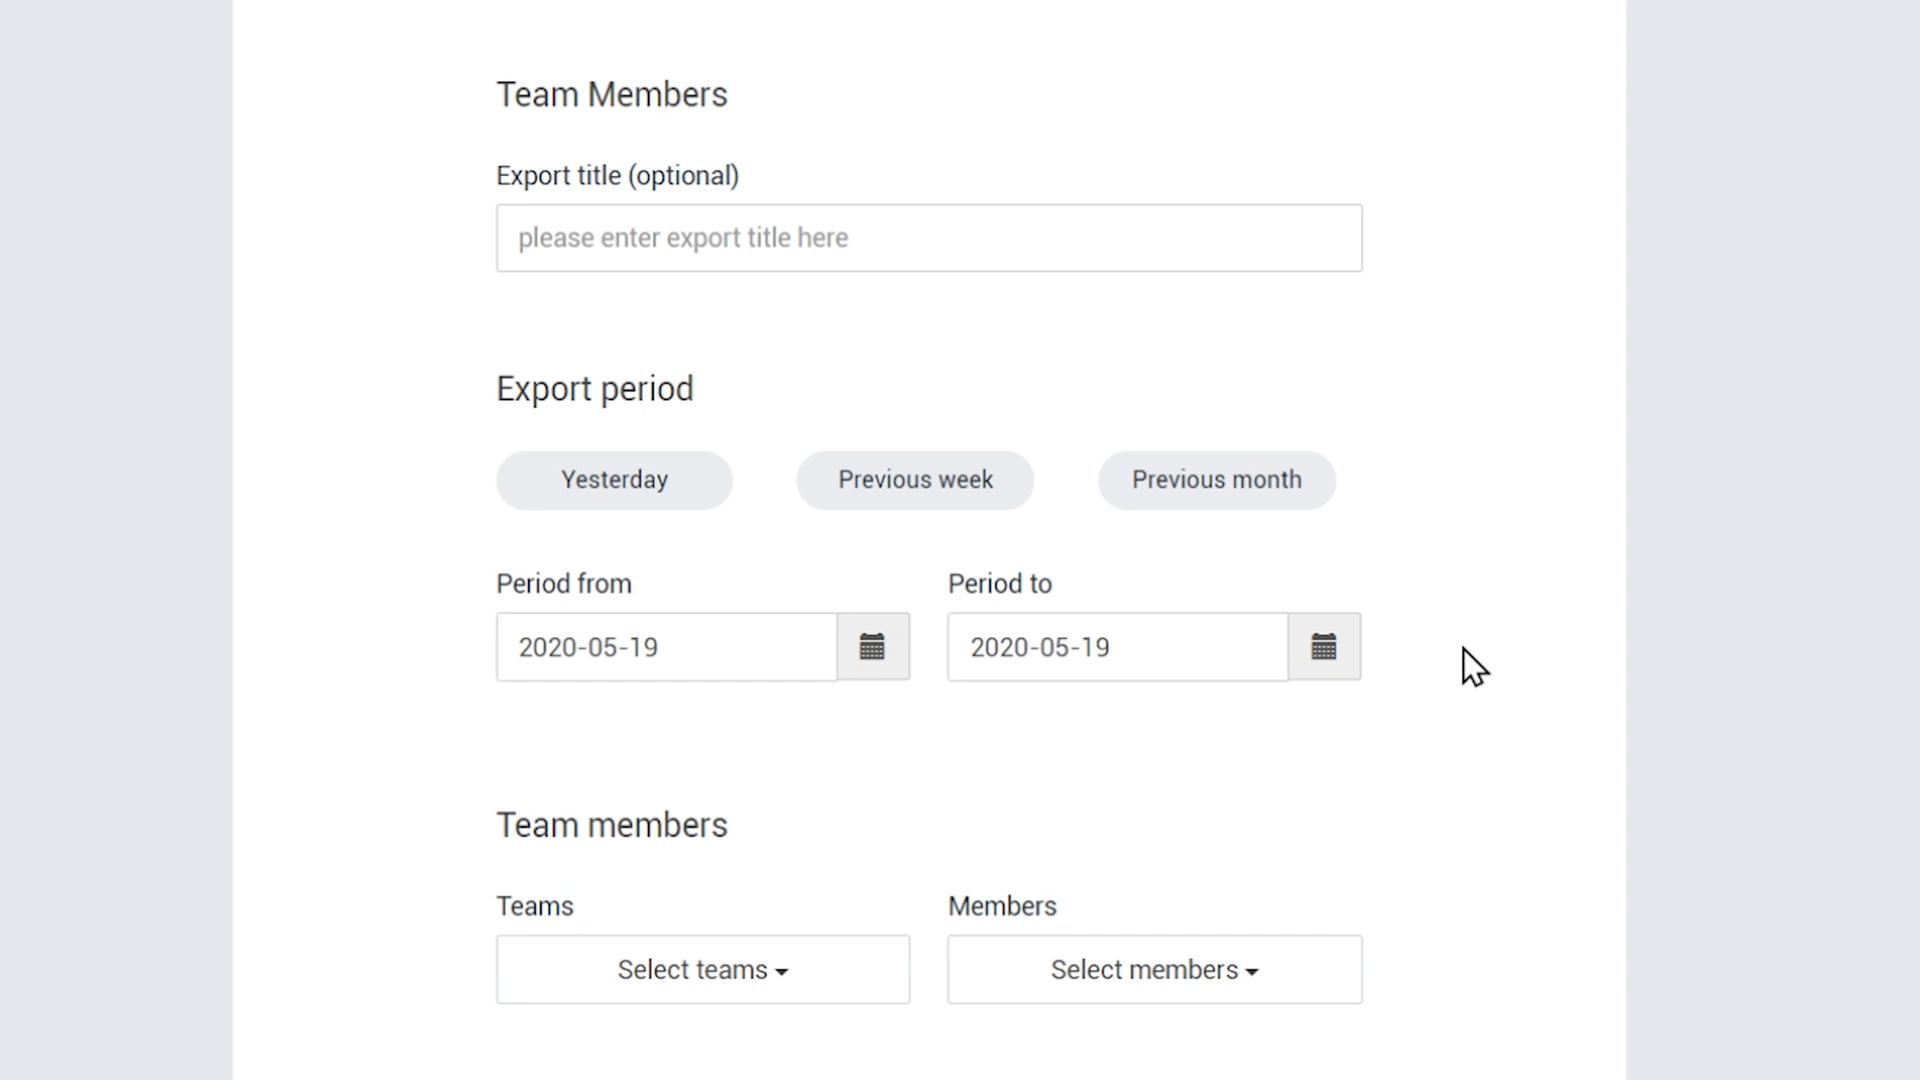 Team Members
Export title (optional)
please enter export title here
Export period
Yesterday Previous week Previous month
Period from Period to
2020-05-19 2020-05-19
Team members
Teams Members
Select teams Select members